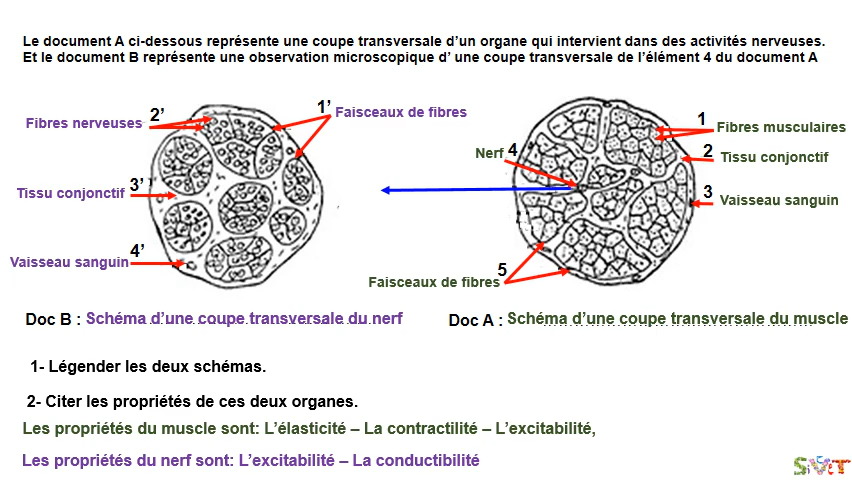 Le document A ci-dessous représente une coupe transversale d'un organe qui intervient dans des activités nerveuses.
Et le document B représente une observation microscopique d' une coupe transversale de l'élément 4 du document A
2'
Fibres nerveuses
1'
Faisceaux de fibres
3'
Tissu conjonctif
4'
Vaisseau sanguin
1
Fibres musculaires
Nerf 4
2
Tissu conjonctif
3
Vaisseau sanguin
5
Faisceaux de fibres
Doc B : Schéma d'une coupe transversale du nerf
Doc A : Schéma d'une coupe transversale du muscle
1- Légender les deux schémas.
2- Citer les propriétés de ces deux organes.
Les propriétés du muscle sont: L'élasticité – La contractilité – L'excitabilité,
Les propriétés du nerf sont: L'excitabilité – La conductibilité